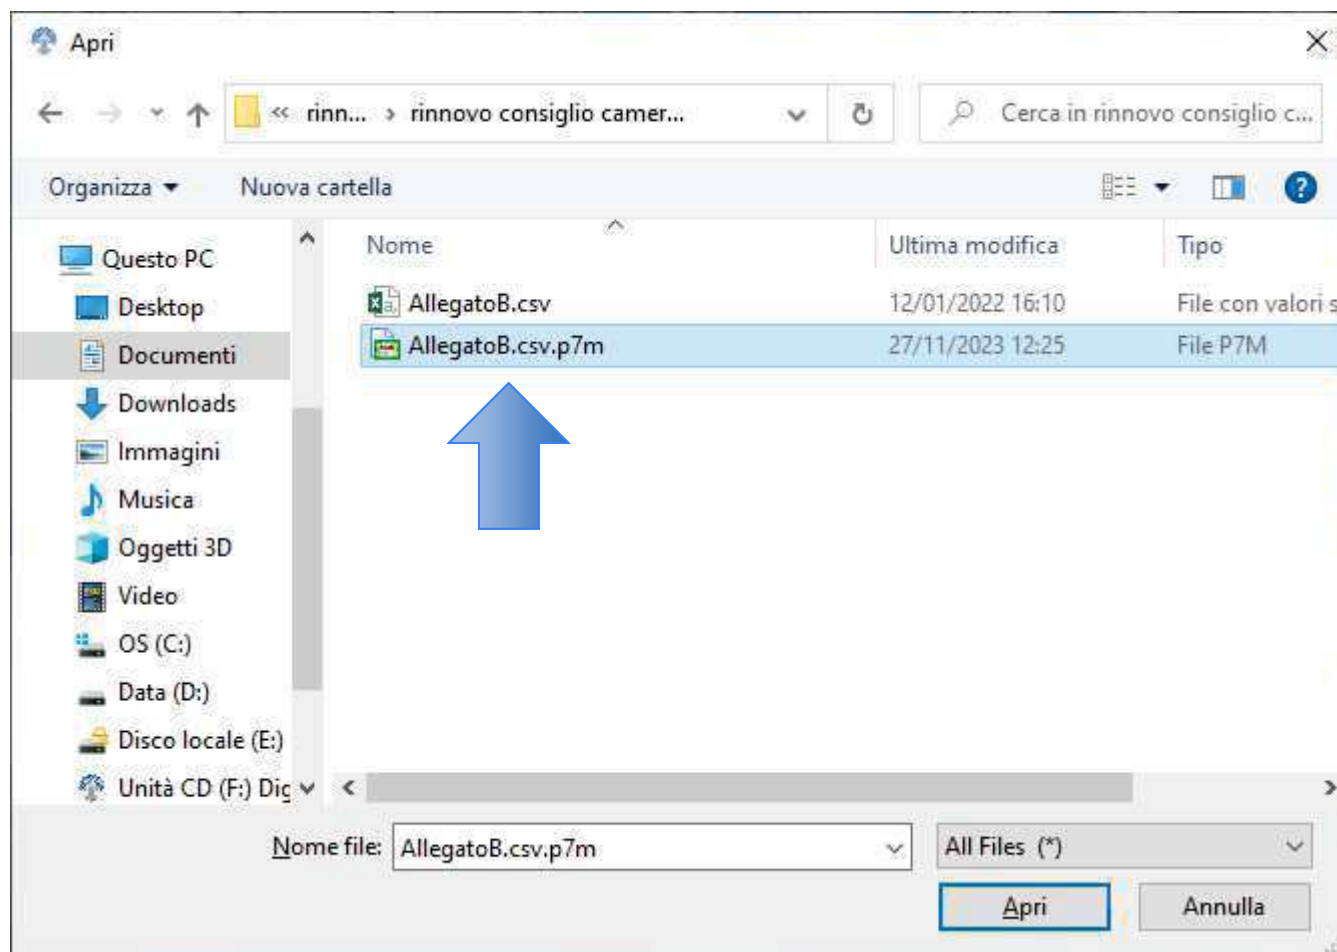 Apri
« rinn... › rinnovo consiglio camer...
Cerca in rinnovo consiglio c...
Organizza
Nuova cartella
?
Nome
Ultima modifica
Tipo
Questo PC
Desktop
Documenti
Downloads
Immagini
Musica
Oggetti 3D
Video
OS (C:)
Data (D:)
Disco locale (E:)
Unità CD (F:) Dig
AllegatoB.csv
12/01/2022 16:10
File con valori s
AllegatoB.csv.p7m
27/11/2023 12:25
File P7M
Nome file:
AllegatoB.csv.p7m
All Files (*)
Apri
Annulla